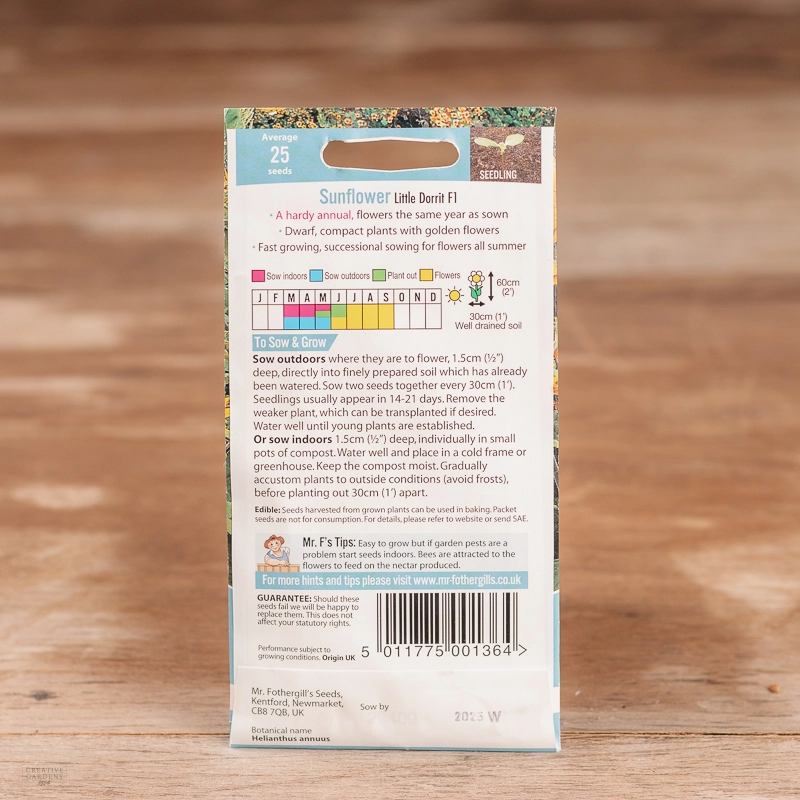 Average
25
seeds
SEEDLING
Sunflower Little Dorrit F1
• A hardy annual, flowers the same year as sown
• Dwarf, compact plants with golden flowers
• Fast growing, successional sowing for flowers all summer
Sow indoors Sow outdoors Plant out Flowers
J F M A M J J A S O N D
60cm
(2')
30cm (1')
Well drained soil
To Sow & Grow
Sow outdoors where they are to flower, 1.5cm (½")
deep, directly into finely prepared soil which has already
been watered. Sow two seeds together every 30cm (1').
Seedlings usually appear in 14-21 days. Remove the
weaker plant, which can be transplanted if desired.
Water well until young plants are established.
Or sow indoors 1.5cm (½") deep, individually in small
pots of compost. Water well and place in a cold frame or
greenhouse. Keep the compost moist. Gradually
accustom plants to outside conditions (avoid frosts),
before planting out 30cm (1') apart.
Edible: Seeds harvested from grown plants can be used in baking. Packet
seeds are not for consumption. For details, please refer to website or send SAE.
Mr. F's Tips: Easy to grow but if garden pests are a
problem start seeds indoors. Bees are attracted to the
flowers to feed on the nectar produced.
For more hints and tips please visit www.mr-fothergills.co.uk
GUARANTEE: Should these
seeds fail we will be happy to
replace them. This does not
affect your statutory rights.
Performance subject to
growing conditions. Origin UK
5 011775 001364 >
Mr. Fothergill's Seeds,
Kentford, Newmarket,
CB8 7QB, UK
Sow by
2023 W
Botanical name
Helianthus annuus
CREATIVE
GARDENS